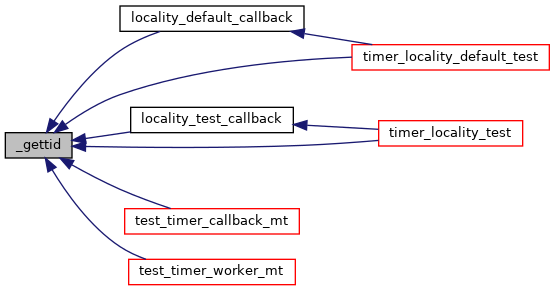 locality_default_callback
timer_locality_default_test
locality_test_callback
timer_locality_test
_gettid
test_timer_callback_mt
test_timer_worker_mt